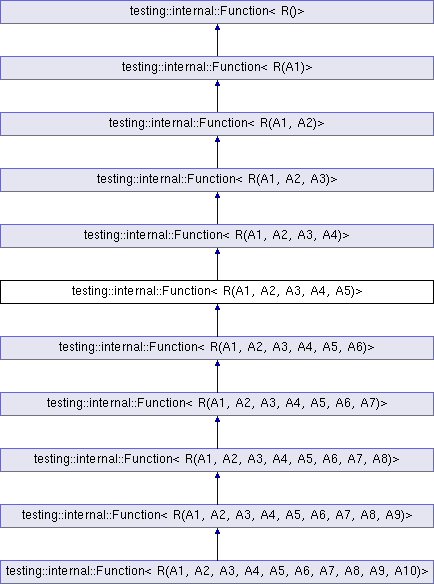 testing::internal::Function< R()>
testing::internal::Function< R(A1)>
testing::internal::Function< R(A1, A2)>
testing::internal::Function< R(A1, A2, A3)>
testing::internal::Function< R(A1, A2, A3, A4)>
testing::internal::Function< R(A1, A2, A3, A4, A5)>
testing::internal::Function< R(A1, A2, A3, A4, A5, A6)>
testing::internal::Function< R(A1, A2, A3, A4, A5, A6, A7)>
testing::internal::Function< R(A1, A2, A3, A4, A5, A6, A7, A8)>
testing::internal::Function< R(A1, A2, A3, A4, A5, A6, A7, A8, A9)>
testing::internal::Function< R(A1, A2, A3, A4, A5, A6, A7, A8, A9, A10)>